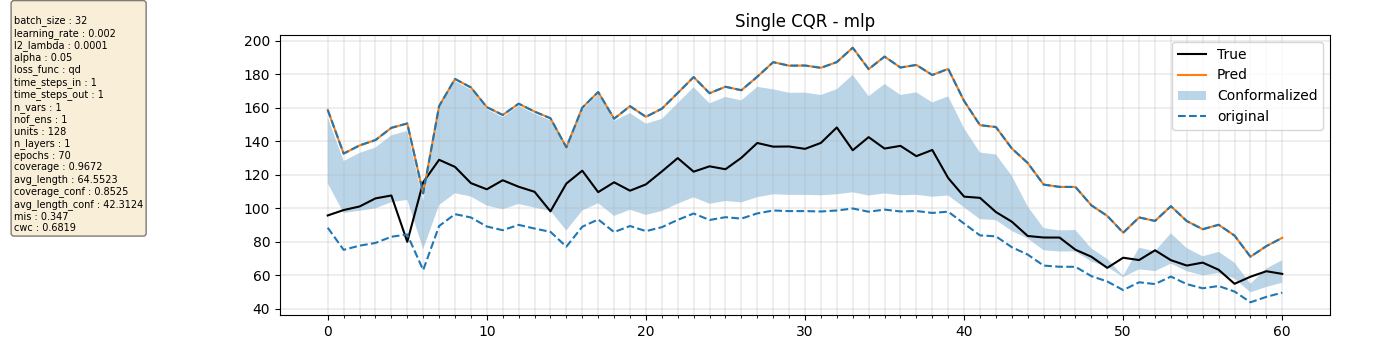 batch_size : 32
learning_rate : 0.002
l2_lambda : 0.0001
alpha : 0.05
loss_func : qd
time_steps_in : 1
time_steps_out : 1
n_vars : 1
nof_ens : 1
units : 128
n_layers : 1
epochs : 70
coverage : 0.9672
avg_length : 64.5523
coverage_conf : 0.8525
avg_length_conf : 42.3124
mis : 0.347
cwc : 0.6819
Single CQR - mlp
200
180
160
140
120
100
80
60
40
True
Pred
Conformalized
original
0 10 20 30 40 50 60